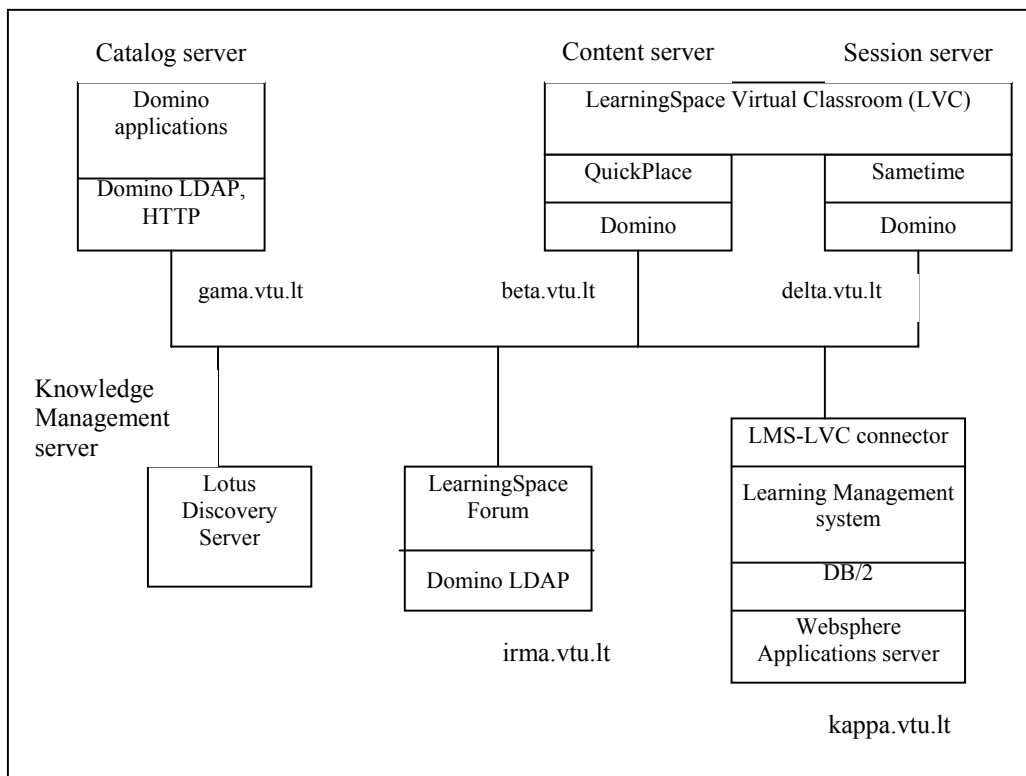 Catalog server
Content server
Session server
Domino
applications
Domino LDAP,
HTTP
LearningSpace Virtual Classroom (LVC)
QuickPlace
Sametime
Domino
Domino
gama.vtu.lt
beta.vtu.lt
delta.vtu.lt
Knowledge
Management
server
Lotus
Discovery
Server
LearningSpace
Forum
Domino LDAP
irma.vtu.lt
LMS-LVC connector
Learning Management
system
DB/2
Websphere
Applications server
kappa.vtu.lt